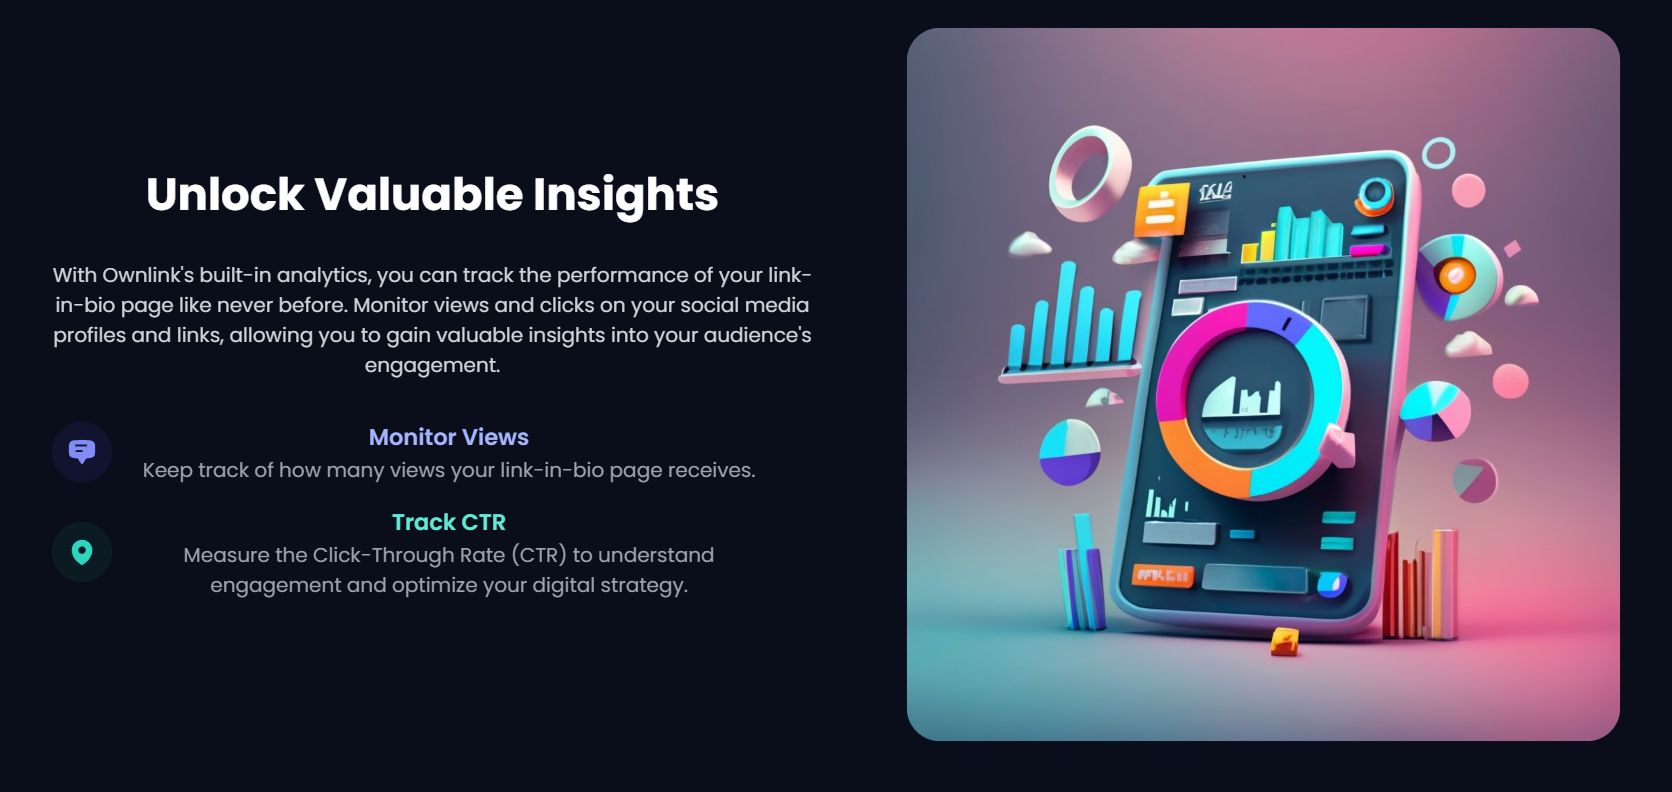 Unlock Valuable Insights
With Ownlink's built-in analytics, you can track the performance of your link-
in-bio page like never before. Monitor views and clicks on your social media
profiles and links, allowing you to gain valuable insights into your audience's
engagement.
Monitor Views
Keep track of how many views your link-in-bio page receives.
Track CTR
Measure the Click-Through Rate (CTR) to understand
engagement and optimize your digital strategy.